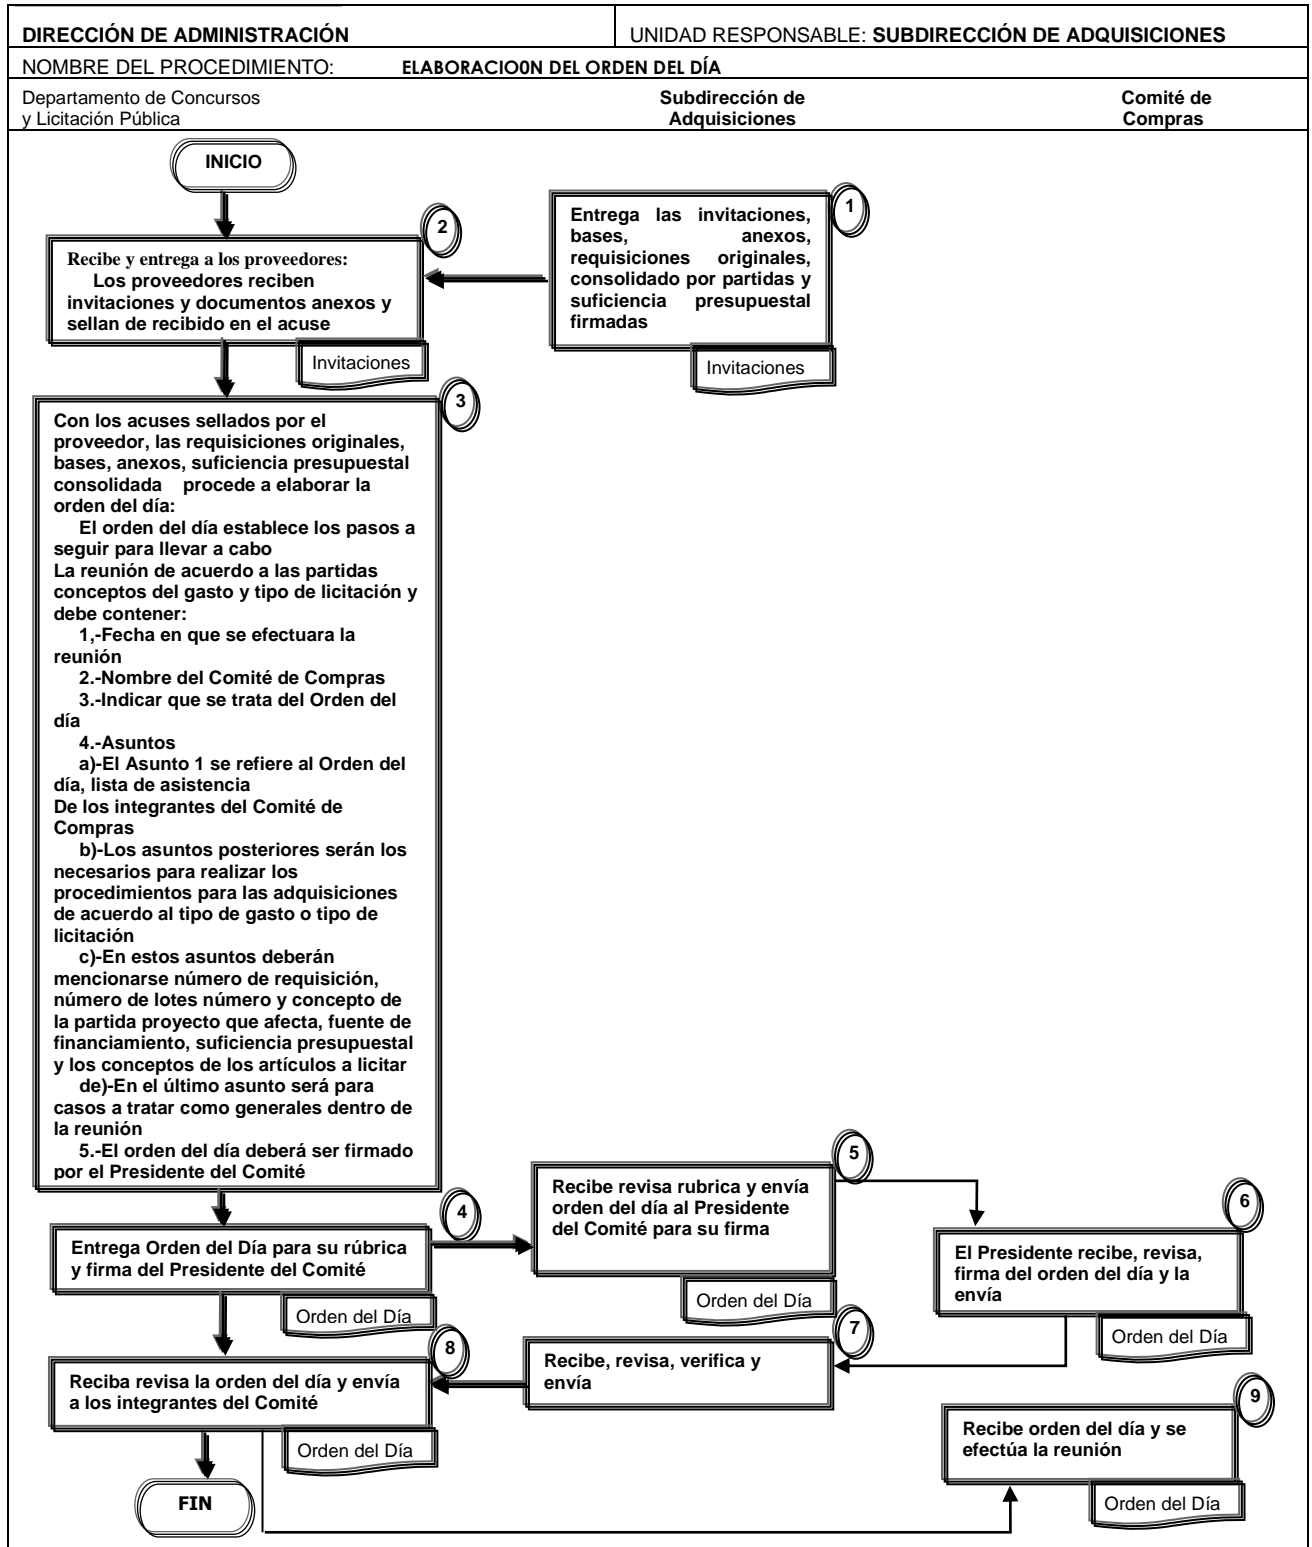 DIRECCIÓN DE ADMINISTRACIÓN
UNIDAD RESPONSABLE: SUBDIRECCIÓN DE ADQUISICIONES
NOMBRE DEL PROCEDIMIENTO: ELABORACIO0N DEL ORDEN DEL DÍA
Departamento de Concursos
y Licitación Pública
Subdirección de
Adquisiciones
Comité de
Compras
INICIO
1
Entrega las invitaciones,
bases, anexos,
requisiciones originales,
consolidado por partidas y
suficiencia presupuestal
firmadas
Invitaciones
2
Recibe y entrega a los proveedores:
Los proveedores reciben
invitaciones y documentos anexos y
sellan de recibido en el acuse
Invitaciones
3
Con los acuses sellados por el
proveedor, las requisiciones originales,
bases, anexos, suficiencia presupuestal
consolidada procede a elaborar la
orden del día:
El orden del día establece los pasos a
seguir para llevar a cabo
La reunión de acuerdo a las partidas
conceptos del gasto y tipo de licitación y
debe contener:
1,-Fecha en que se efectuara la
reunión
2.-Nombre del Comité de Compras
3.-Indicar que se trata del Orden del
día
4.-Asuntos
a)-El Asunto 1 se refiere al Orden del
día, lista de asistencia
De los integrantes del Comité de
Compras
b)-Los asuntos posteriores serán los
necesarios para realizar los
procedimientos para las adquisiciones
de acuerdo al tipo de gasto o tipo de
licitación
c)-En estos asuntos deberán
mencionarse número de requisición,
número de lotes número y concepto de
la partida proyecto que afecta, fuente de
financiamiento, suficiencia presupuestal
y los conceptos de los artículos a licitar
de)-En el último asunto será para
casos a tratar como generales dentro de
la reunión
5.-El orden del día deberá ser firmado
por el Presidente del Comité
4
Entrega Orden del Día para su rúbrica
y firma del Presidente del Comité
Orden del Día
5
Recibe revisa rubrica y envía
orden del día al Presidente
del Comité para su firma
Orden del Día
6
El Presidente recibe, revisa,
firma del orden del día y la
envía
Orden del Día
7
Recibe, revisa, verifica y
envía
8
Reciba revisa la orden del día y envía
a los integrantes del Comité
Orden del Día
9
Recibe orden del día y se
efectúa la reunión
Orden del Día
FIN